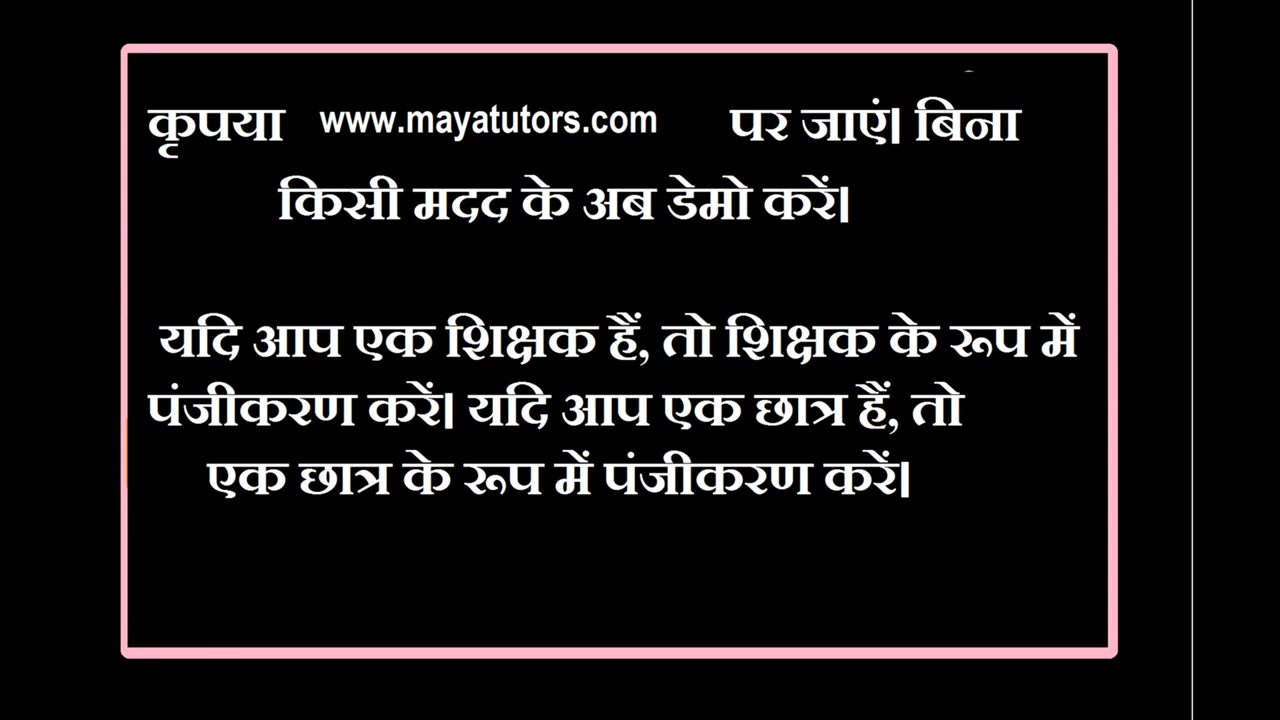 कृपया www.mayatutors.com पर जाएं। बिना
किसी मदद के अब डेमो करें।
यदि आप एक शिक्षक हैं, तो शिक्षक के रूप में
पंजीकरण करें। यदि आप एक छात्र हैं, तो
एक छात्र के रूप में पंजीकरण करें।